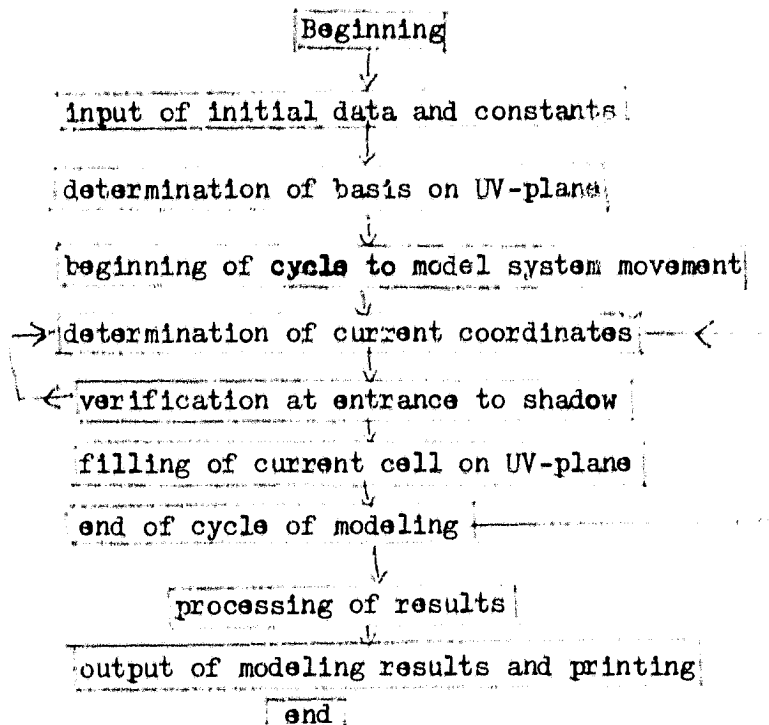 Beginning
input of initial data and constants
determination of basis on UV-plane
beginning of cycle to model system movement
determination of current coordinates
verification at entrance to shadow
filling of current cell on UV-plane
end of cycle of modeling
processing of results
output of modeling results and printing
end